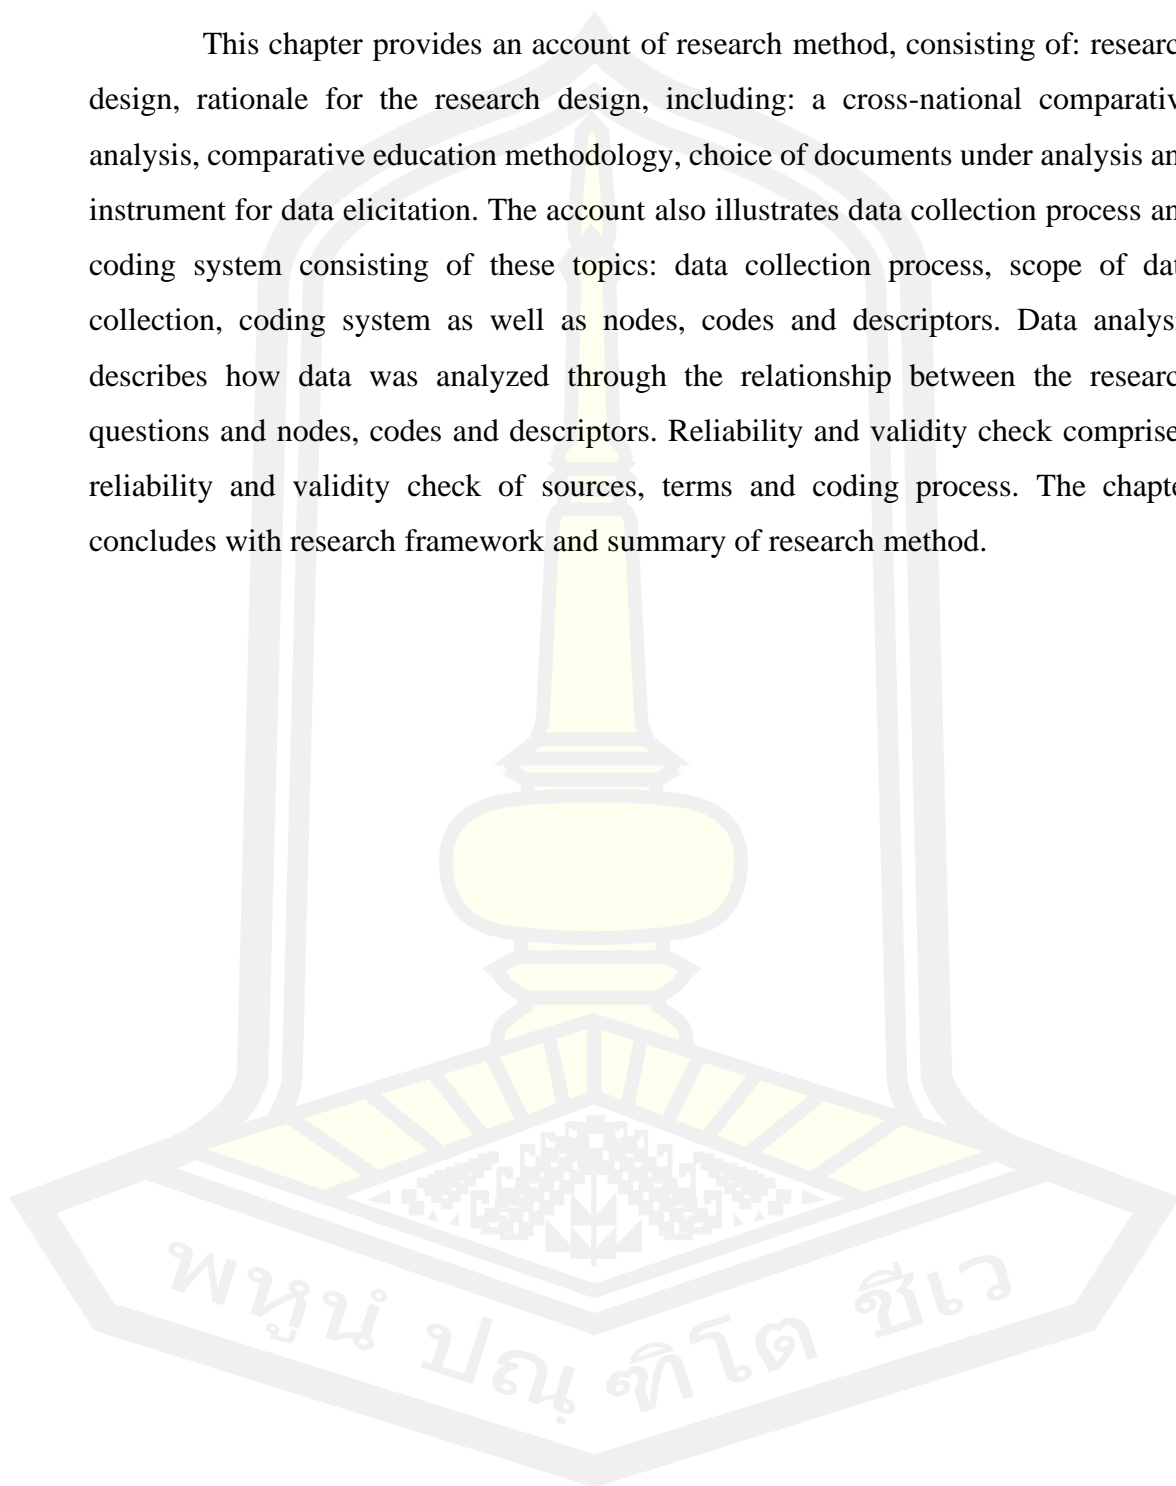 This chapter provides an account of research method, consisting of: researc
design, rationale for the research design, including: a cross-national comparativ
analysis, comparative education methodology, choice of documents under analysis an
instrument for data elicitation. The account also illustrates data collection process an
coding system consisting of these topics: data collection process, scope of dat
collection, coding system as well as nodes, codes and descriptors. Data analys
describes how data was analyzed through the relationship between the researc
questions and nodes, codes and descriptors. Reliability and validity check comprise
reliability and validity check of sources, terms and coding process. The chapte
concludes with research framework and summary of research method.
พหูนํ ปณฺฑิโต ชีเว